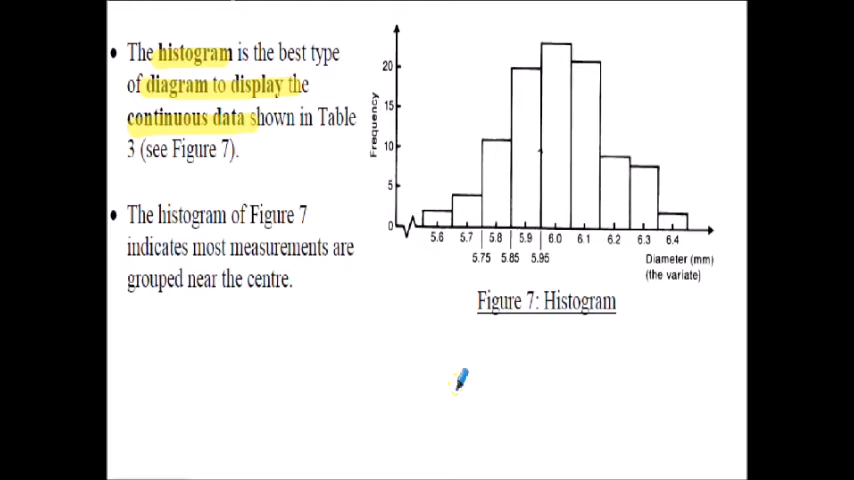 • The histogram is the best type
of diagram to display the
continuous data shown in Table
3 (see Figure 7).
• The histogram of Figure 7
indicates most measurements are
grouped near the centre.
Frequency
20
15
10
5
0
5.6 5.7 5.8 5.9 6.0 6.1 6.2 6.3 6.4
5.75 5.85 5.95
Diameter (mm)
(the variate)
Figure 7: Histogram